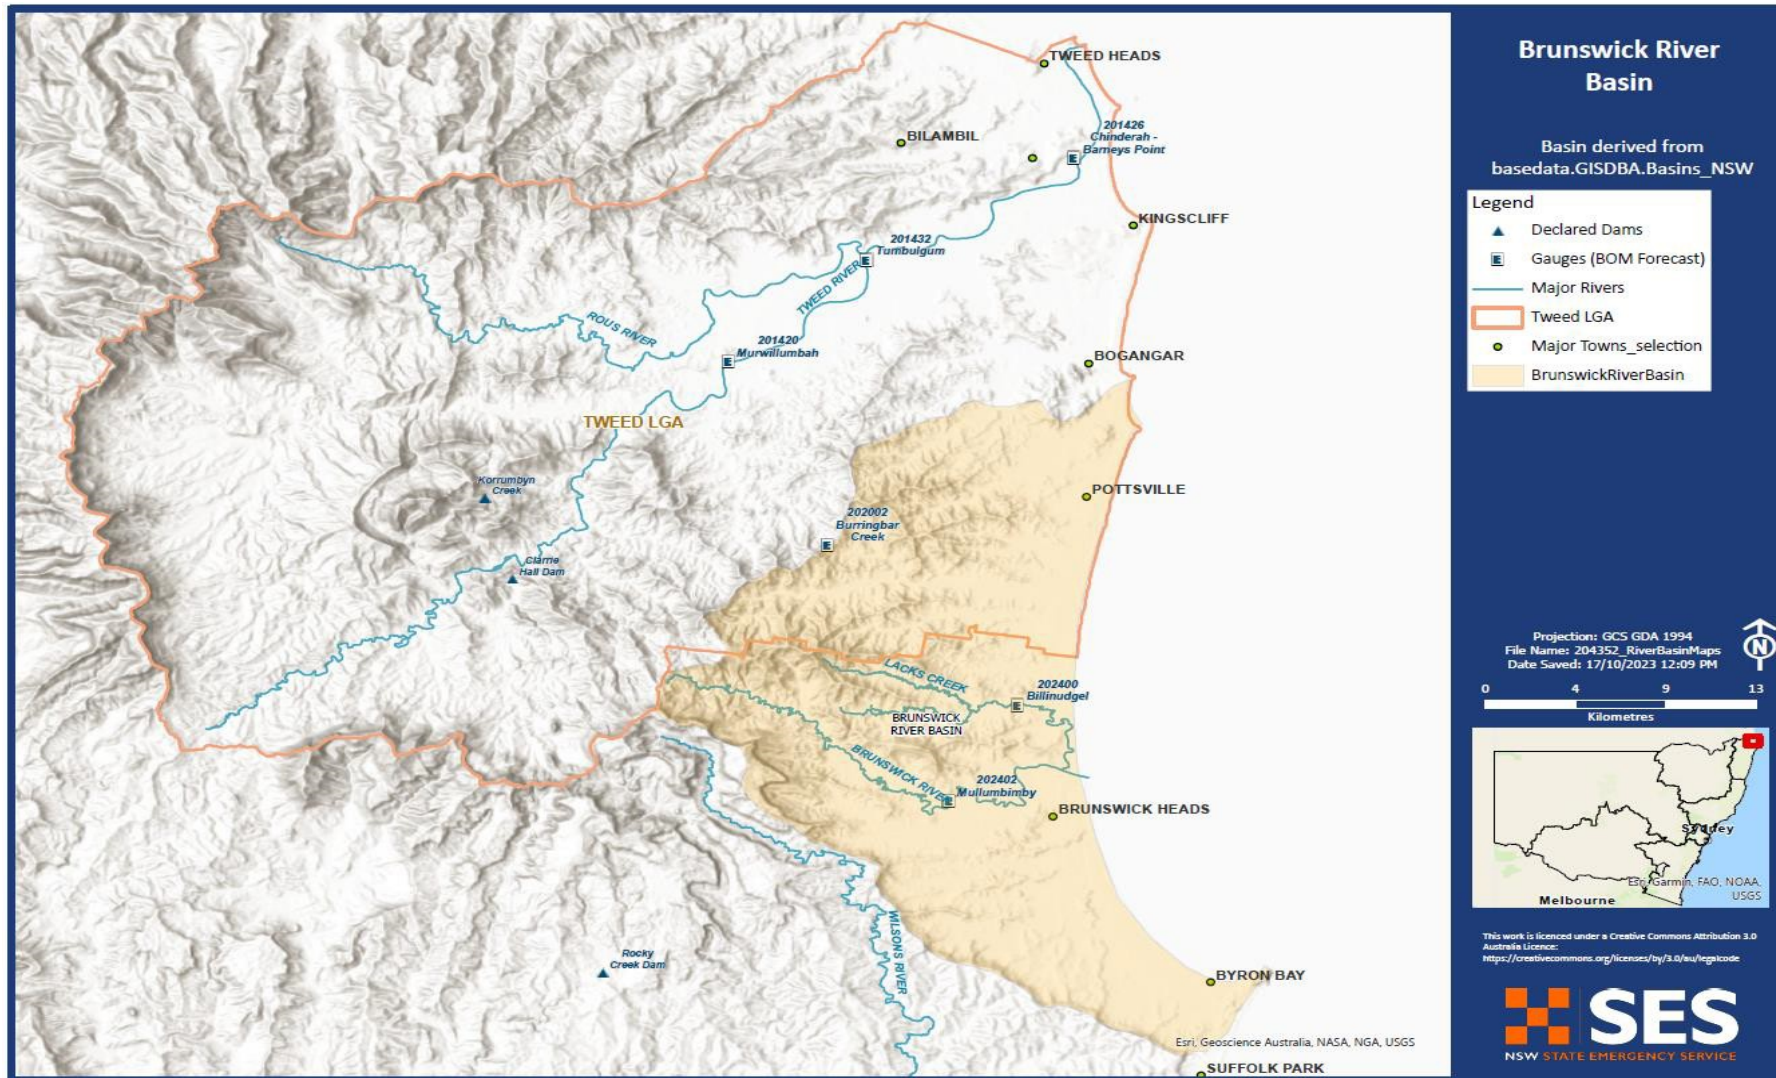 TWEED HEADS
BILAMBIL
201426
Chinderah -
Barneys Point
KINGSCLIFF
201432
Tumbulgum
TWEED RIVER
ROUS RIVER
201420
Murwillumbah
BOGANGAR
TWEED LGA
Korrumbyn
Creek
POTTSVILLE
202002
Burringbar
Creek
Clarrie
Hall Dam
LACKS CREEK
202400
Billinudgel
BRUNSWICK
RIVER BASIN
BRUNSWICK RIVER
202402
Mullumbimby
BRUNSWICK HEADS
WILSONS RIVER
Rocky
Creek Dam
BYRON BAY
Esri, Geoscience Australia, NASA, NGA, USGS
SUFFOLK PARK
Brunswick River
Basin
Basin derived from
basedata.GISDBA.Basins_NSW
Legend
Declared Dams
E Gauges (BOM Forecast)
Major Rivers
Tweed LGA
Major Towns_selection
BrunswickRiverBasin
Projection: GCS GDA 1994
File Name: 204352_RiverBasinMaps
Date Saved: 17/10/2023 12:09 PM
N
0 4 9 13
Kilometres
Sydney
Esri, Garmin, FAO, NOAA,
USGS
Melbourne
This work is licenced under a Creative Commons Attribution 3.0
Australia Licence:
https://creativecommons.org/licenses/by/3.0/au/legalcode
SES
NSW STATE EMERGENCY SERVICE